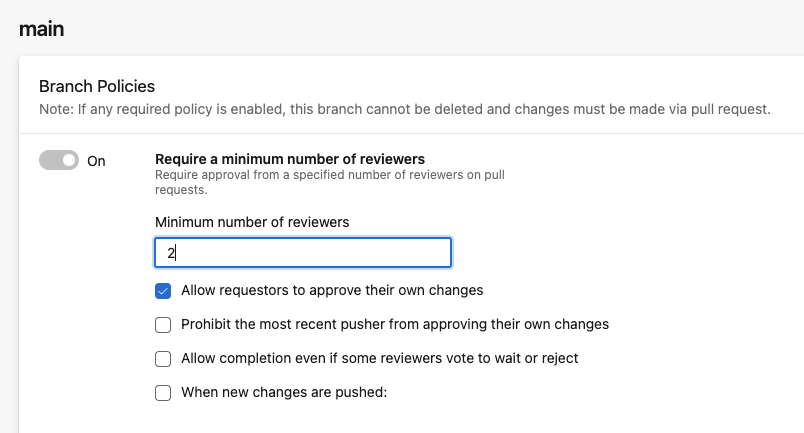 main
Branch Policies
Note: If any required policy is enabled, this branch cannot be deleted and changes must be made via pull request.
On
Require a minimum number of reviewers
Require approval from a specified number of reviewers on pull
requests.
Minimum number of reviewers
2
Allow requestors to approve their own changes
Prohibit the most recent pusher from approving their own changes
Allow completion even if some reviewers vote to wait or reject
When new changes are pushed: